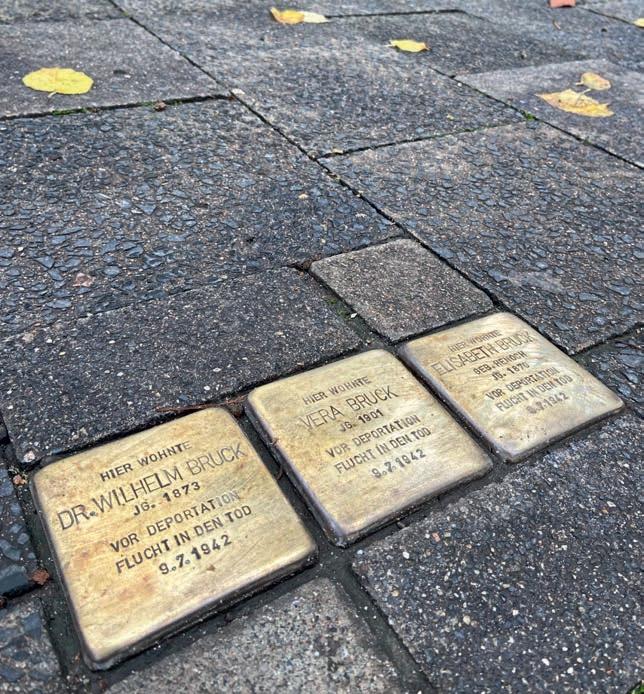 HIER WOHNTE
DR. WILHELM BRUCK
JG. 1873
VOR DEPORTATION
FLUCHT IN DEN TOD
9.7.1942
HIER WOHNTE
VERA BRUCK
JG. 1901
VOR DEPORTATION
FLUCHT IN DEN TOD
9.7.1942
HIER WOHNTE
ELISABETH BRUCK
GEB. HENOCH
JG. 1870
VOR DEPORTATION
FLUCHT IN DEN TOD
9.7.1942